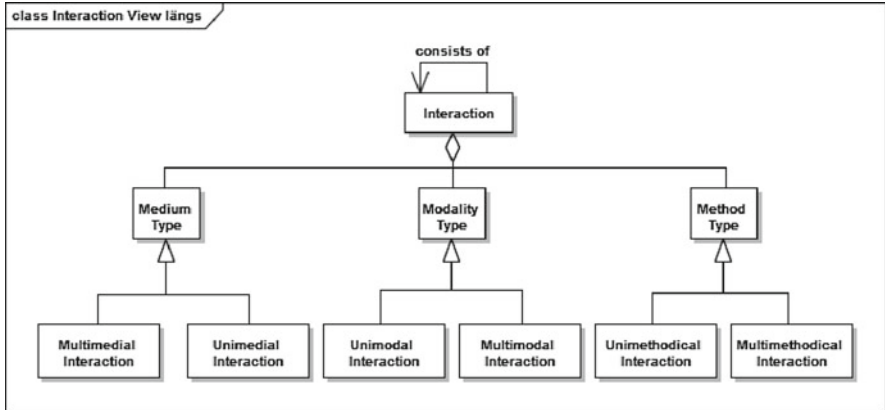 class Interaction View längs
consists of
Interaction
Medium
Type
Modality
Type
Method
Type
Multimedial
Interaction
Unimedial
Interaction
Unimodal
Interaction
Multimodal
Interaction
Unimethodical
Interaction
Multimethodical
Interaction